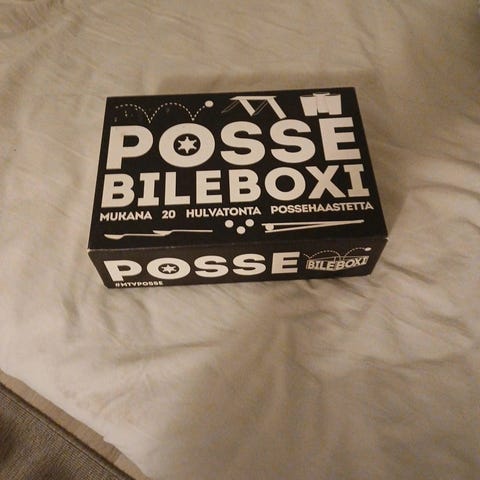 POSSE
BILEBOXI
MUKANA 20 HULVATONTA POSSEHAASTETTA
POSSE BILEBOXI
#MTVPOSSE